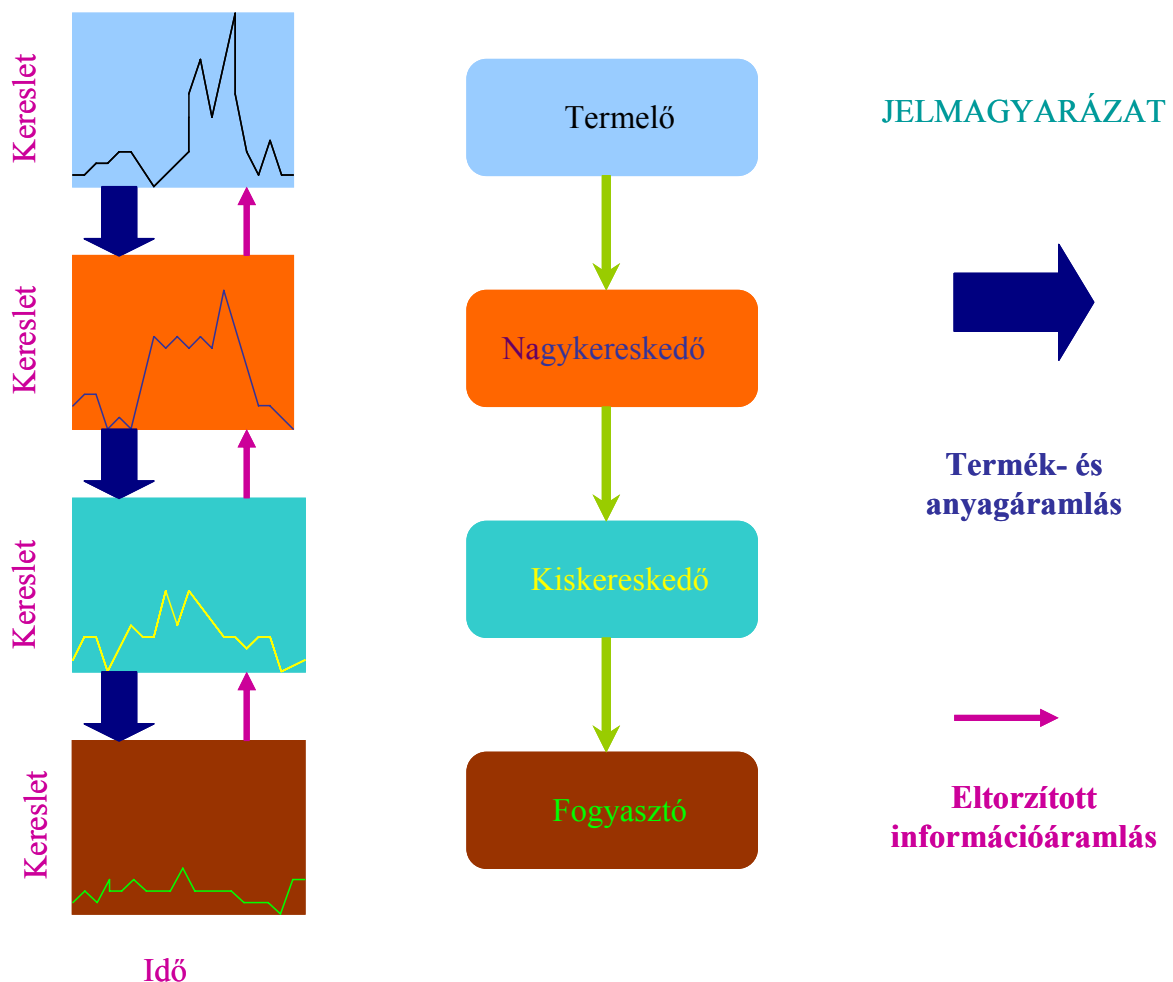 Kereslet
Termelő
JELMAGYARÁZAT
Kereslet
Nagykereskedő
Termék- és
anyagáramlás
Kereslet
Kiskereskedő
Kereslet
Fogyasztó
Eltorzított
információáramlás
Idő